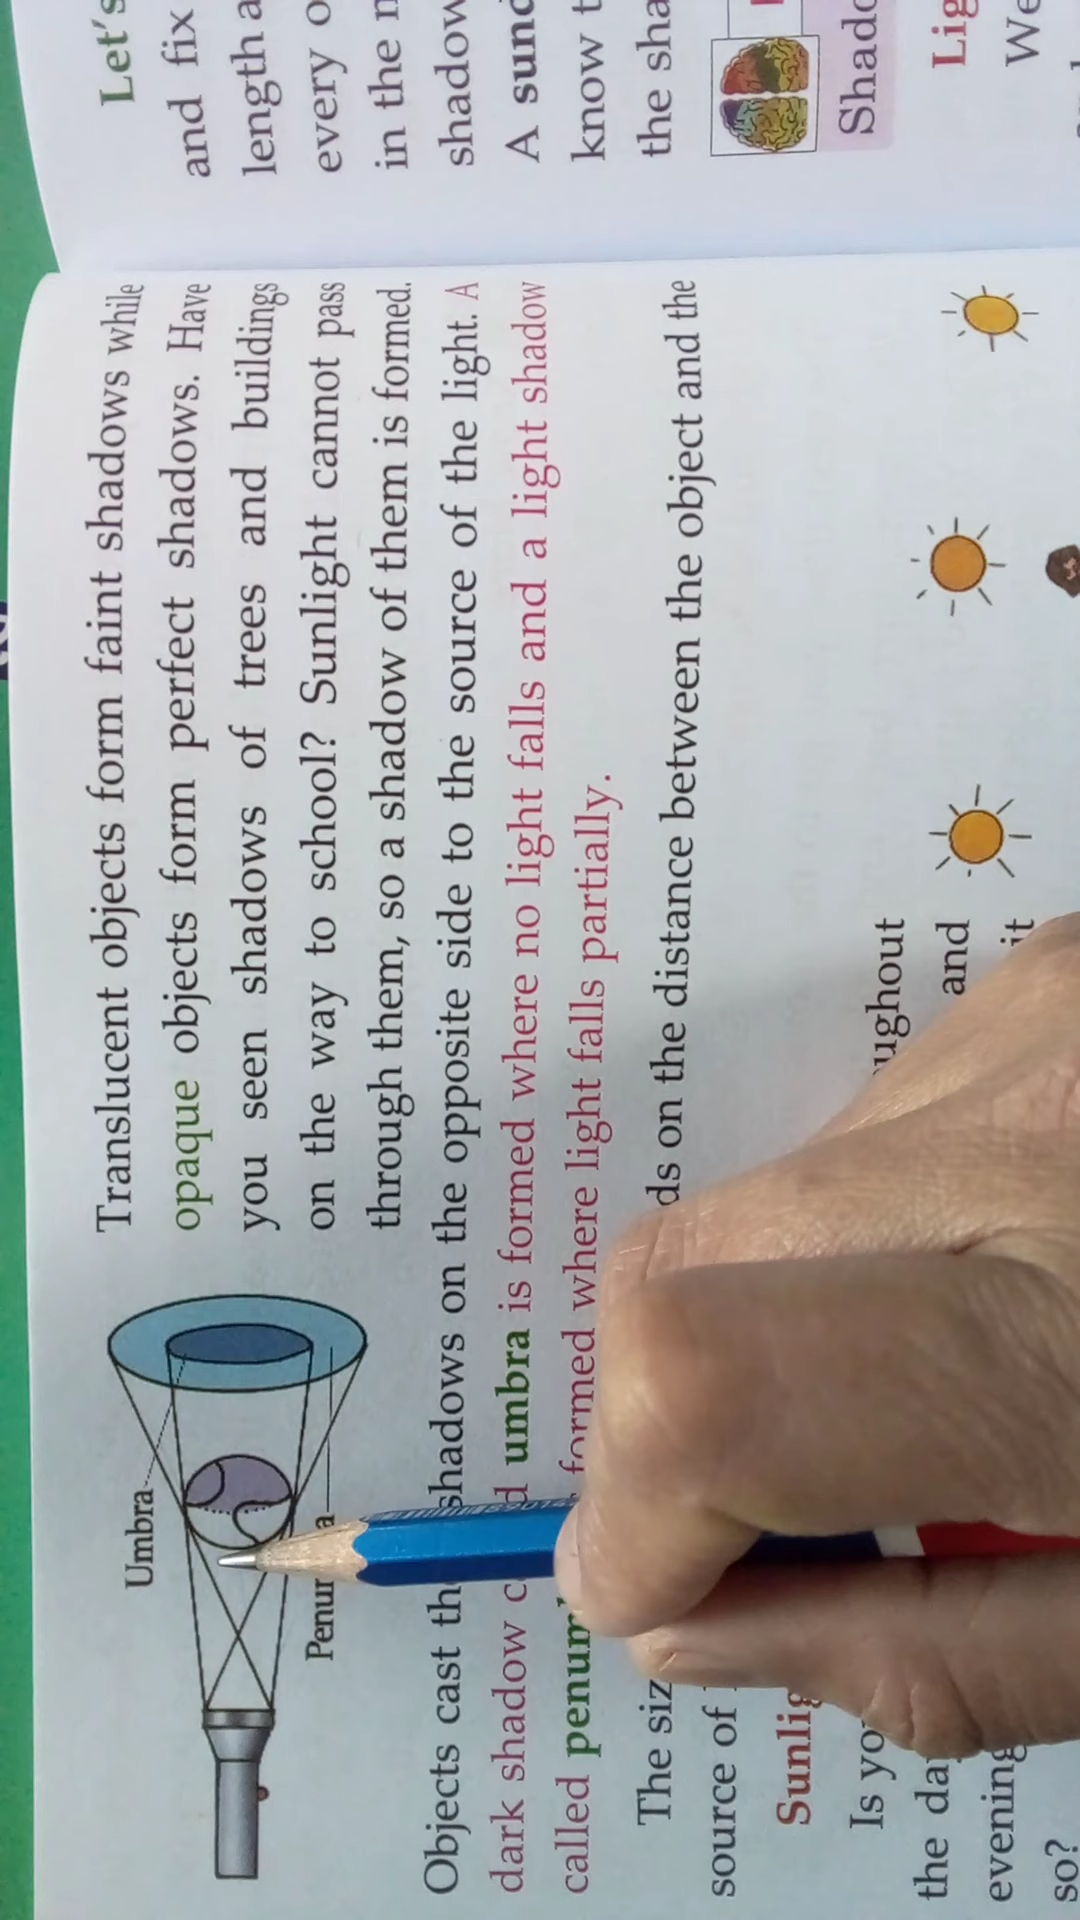 Umbra
Penur a
Translucent objects form faint shadows while
opaque objects form perfect shadows. Have
you seen shadows of trees and buildings
on the way to school? Sunlight cannot pass
through them, so a shadow of them is formed.
Objects cast th shadows on the opposite side to the source of the light. A
dark shadow c d umbra is formed where no light falls and a light shadow
called penum formed where light falls partially.
The siz ds on the distance between the object and the
source of
Sunlig
Is yo ughout
the da and
evening it
so?
Let's
and fix
length a
every o
in the
shadow
A sund
know t
the sha
Shado
Lig
We